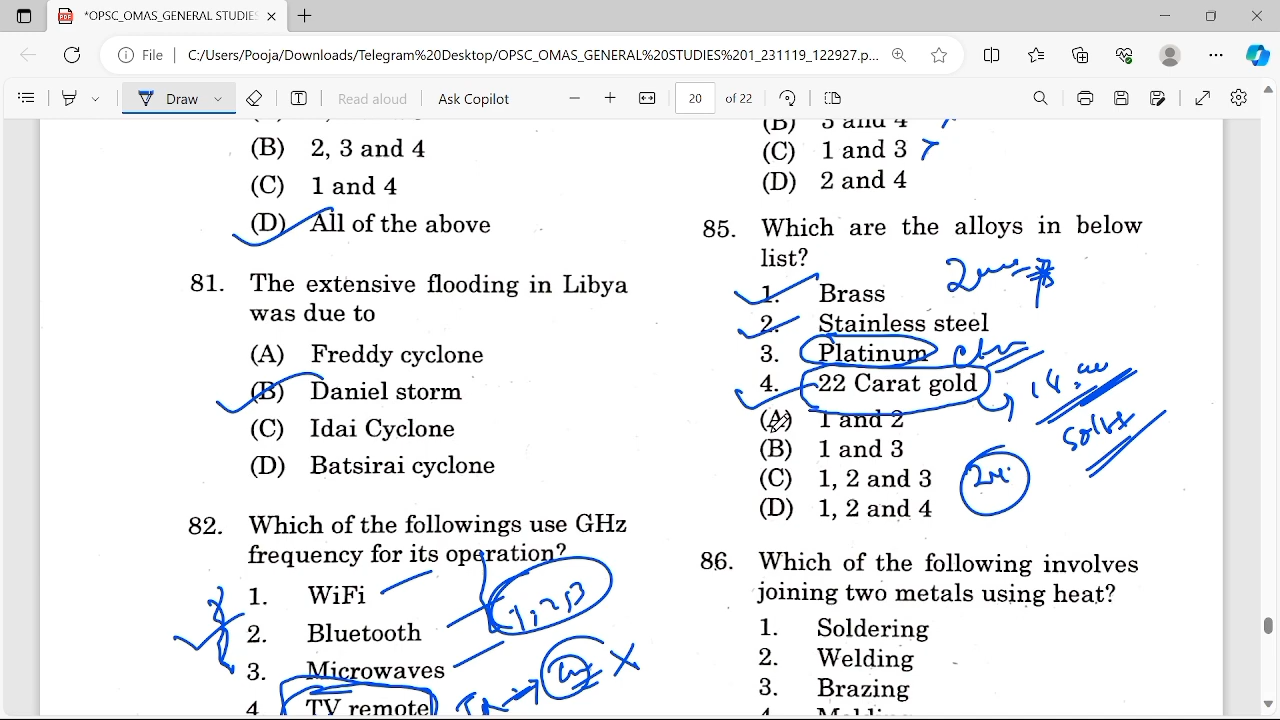 *OPSC_OMAS_GENERAL STUDIES
File
C:/Users/Pooja/Downloads/Telegram%20Desktop/OPSC_OMAS_GENERAL%20STUDIES%201_231119_122927.p...
Draw
Read aloud
Ask Copilot
20 of 22
(B) 2, 3 and 4
(C) 1 and 4
(D) All of the above
81. The extensive flooding in Libya
was due to
(A) Freddy cyclone
(B) Daniel storm
(C) Idai Cyclone
(D) Batsirai cyclone
82. Which of the followings use GHz
frequency for its operation?
1. WiFi
2. Bluetooth
1, 2, 3
3. Microwaves
4. TV remote
(B) 3 and 4
(C) 1 and 3
(D) 2 and 4
85. Which are the alloys in below
list?
1. Brass
2. Stainless steel
3. Platinum
4. 22 Carat gold
(A) 1 and 2
(B) 1 and 3
(C) 1, 2 and 3
(D) 1, 2 and 4
86. Which of the following involves
joining two metals using heat?
1. Soldering
2. Welding
3. Brazing